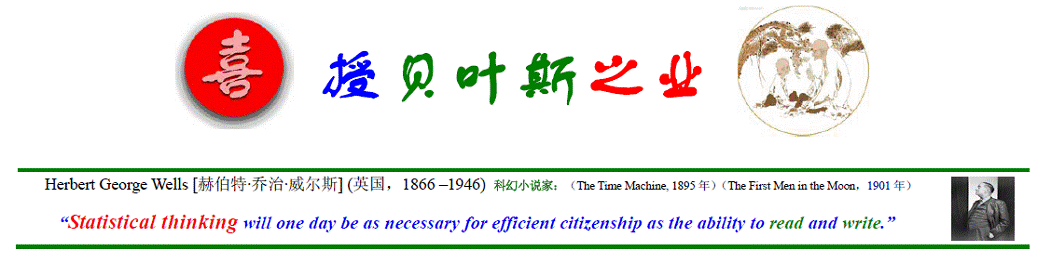 喜
授贝叶斯之业
Herbert George Wells [赫伯特·乔治·威尔斯] (英国，1866 –1946) 科幻小说家：（The Time Machine, 1895 年）（The First Men in the Moon，1901 年）
“Statistical thinking will one day be as necessary for efficient citizenship as the ability to read and write.”